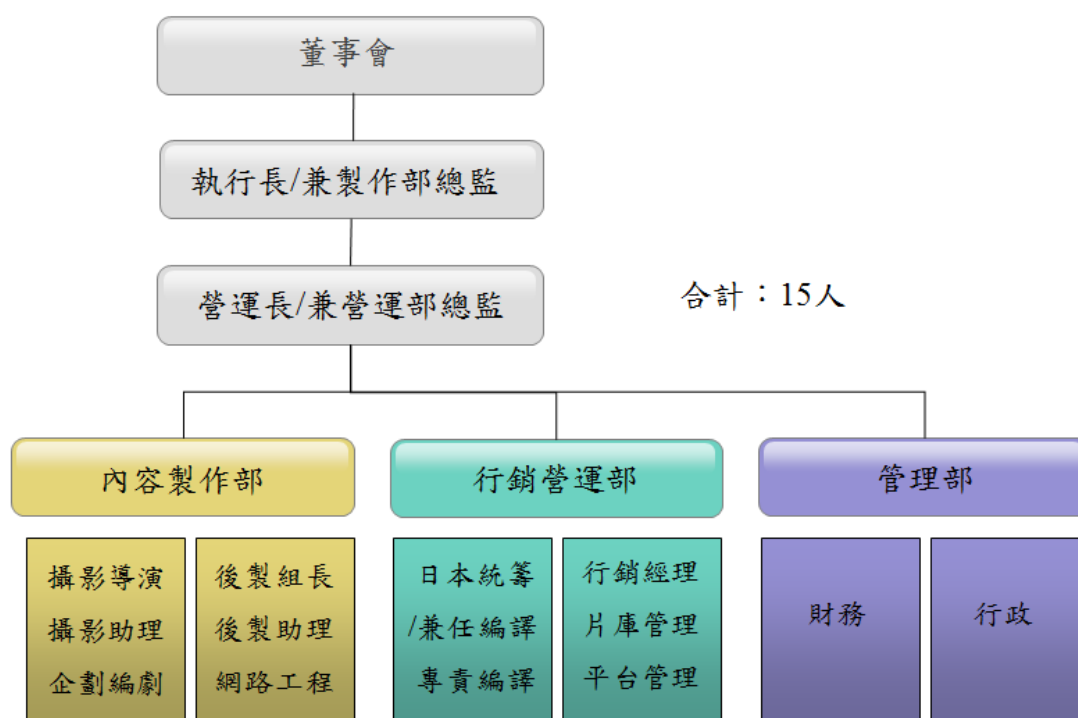 董事會
執行長/兼製作部總監
營運長/兼營運部總監
合計：15人
內容製作部
行銷營運部
管理部
攝影導演
攝影助理
企劃編劇
後製組長
後製助理
網路工程
日本統籌
/兼任編譯
專責編譯
行銷經理
片庫管理
平台管理
財務
行政